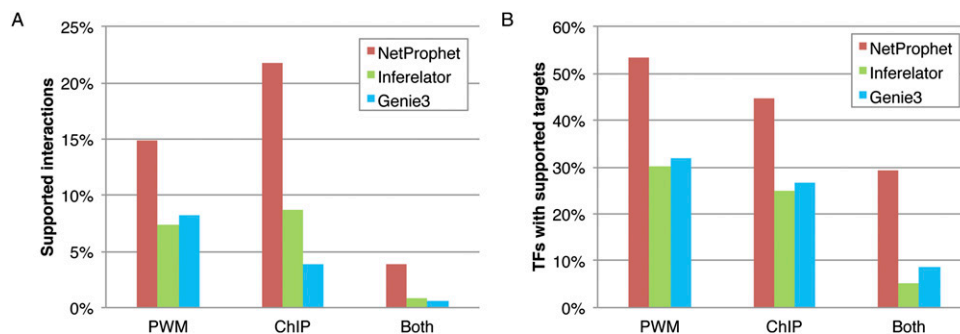 A
Supported interactions
25%
20%
15%
10%
5%
0%
NetProphet
Inferelator
Genie3
PWM ChIP Both
B
TFs with supported targets
60%
50%
40%
30%
20%
10%
0%
NetProphet
Inferelator
Genie3
PWM ChIP Both